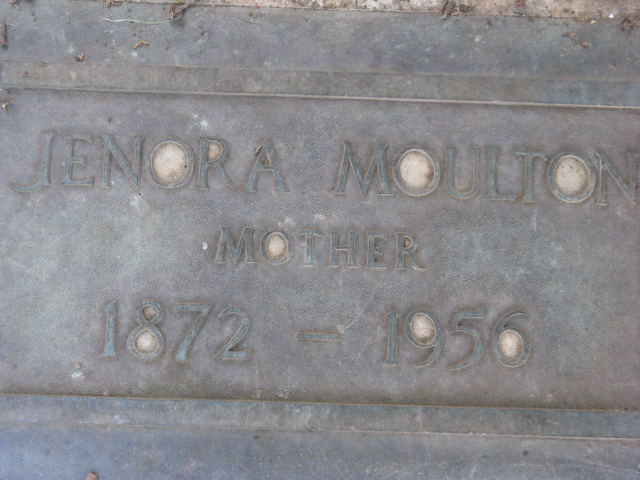 JENORA MOULTON
MOTHER
1872 - 1956